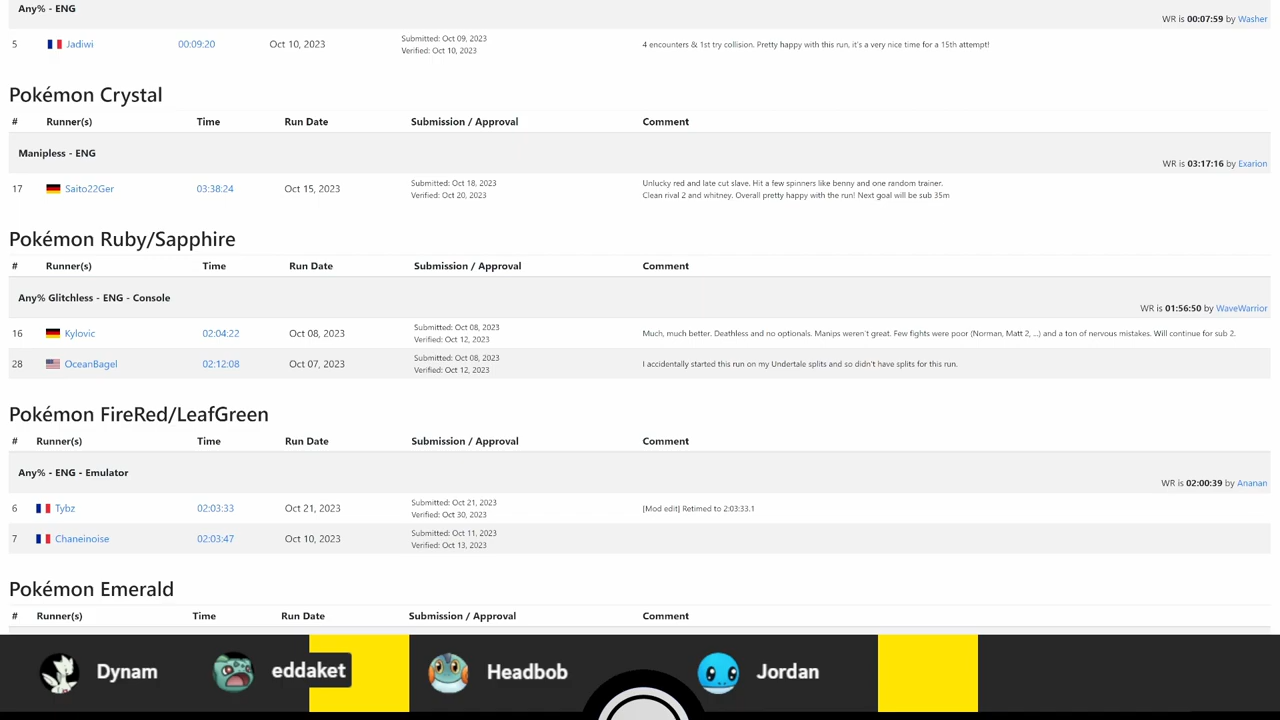 Any% - ENG
WR is 00:07:59 by Washer
5 Jadiwi 00:09:20 Oct 10, 2023 Submitted: Oct 09, 2023 4 encounters & 1st try collision. Pretty happy with this run, it's a very nice time for a 15th attempt!
Verified: Oct 10, 2023
Pokémon Crystal
# Runner(s) Time Run Date Submission / Approval Comment
Manipless - ENG
WR is 03:17:16 by Exarion
17 Saito22Ger 03:38:24 Oct 15, 2023 Submitted: Oct 18, 2023 Unlucky red and late cut slave. Hit a few spinners like benny and one random trainer.
Verified: Oct 20, 2023 Clean rival 2 and whitney. Overall pretty happy with the run! Next goal will be sub 35m
Pokémon Ruby/Sapphire
# Runner(s) Time Run Date Submission / Approval Comment
Any% Glitchless - ENG - Console
WR is 01:56:50 by WaveWarrior
16 Kylovic 02:04:22 Oct 08, 2023 Submitted: Oct 08, 2023 Much, much better. Deathless and no optionals. Manips weren't great. Few fights were poor (Norman, Matt 2, ...) and a ton of nervous mistakes. Will continue for sub 2.
Verified: Oct 12, 2023
28 OceanBagel 02:12:08 Oct 07, 2023 Submitted: Oct 08, 2023 I accidentally started this run on my Undertale splits and so didn't have splits for this run.
Verified: Oct 12, 2023
Pokémon FireRed/LeafGreen
# Runner(s) Time Run Date Submission / Approval Comment
Any% - ENG - Emulator
WR is 02:00:39 by Ananan
6 Tybz 02:03:33 Oct 21, 2023 Submitted: Oct 21, 2023 [Mod edit] Retimed to 2:03:33.1
Verified: Oct 30, 2023
7 Chaneinoise 02:03:47 Oct 10, 2023 Submitted: Oct 11, 2023
Verified: Oct 13, 2023
Pokémon Emerald
# Runner(s) Time Run Date Submission / Approval Comment
Dynam eddaket Headbob Jordan